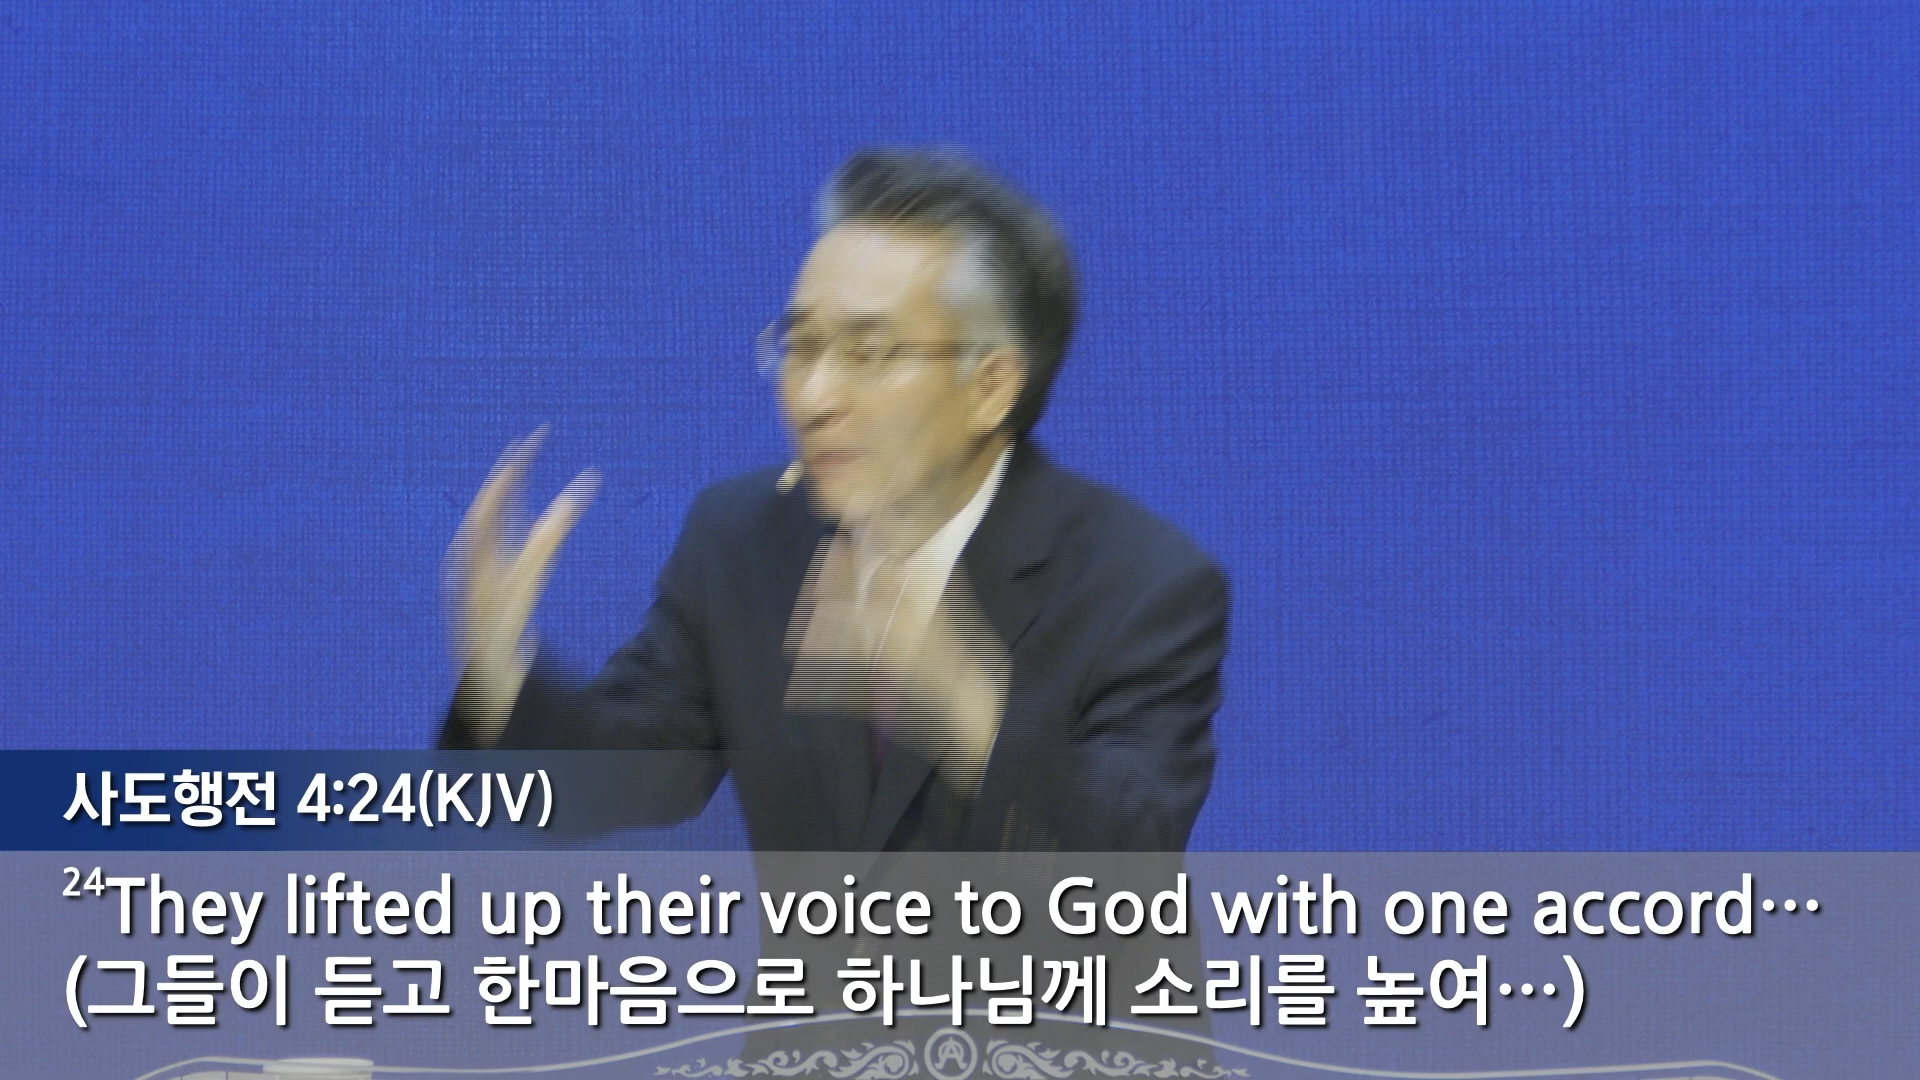 사도행전 4:24(KJV)
24They lifted up their voice to God with one accord…
(그들이 듣고 한마음으로 하나님께 소리를 높여…)